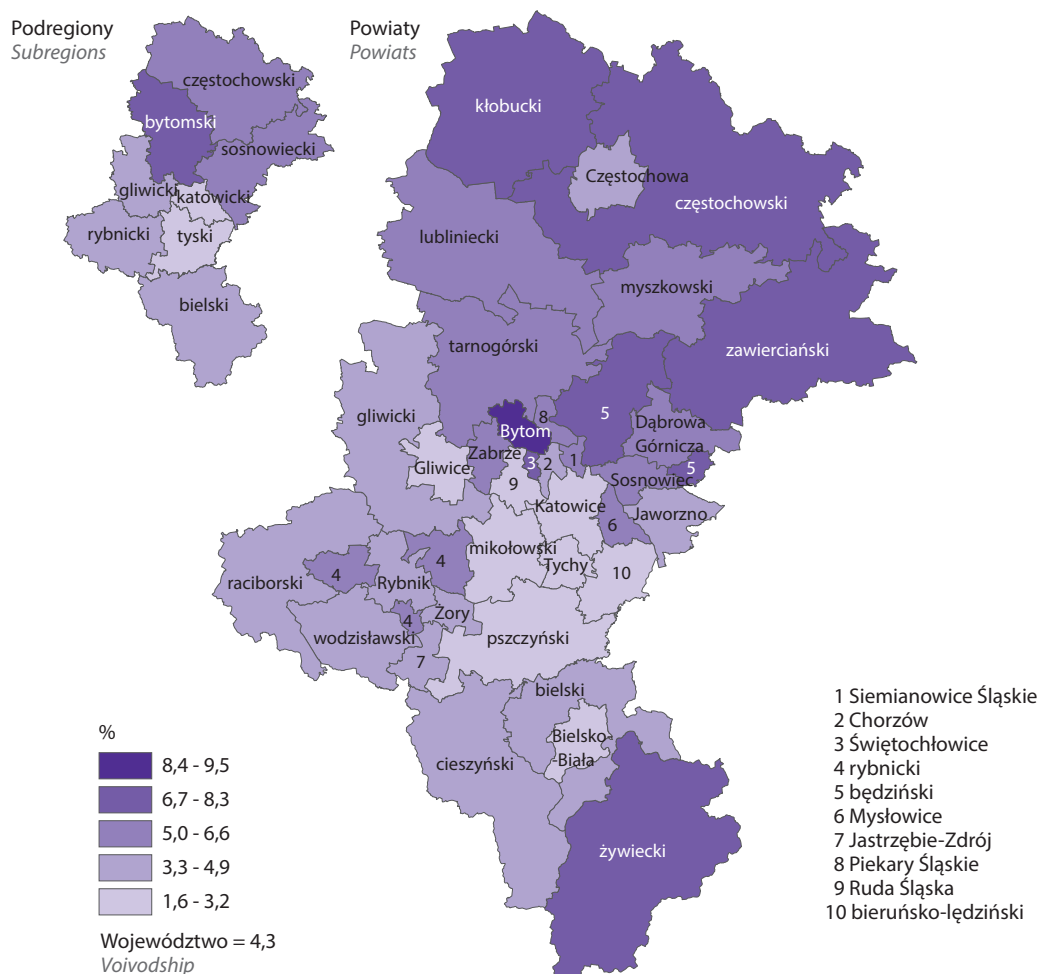 Podregiony
Subregions
częstochowski
bytomski
sosnowiecki
gliwicki
katowicki
rybnicki
tyski
bielski
Powiaty
Powiats
kłobucki
Częstochowa
częstochowski
lubliniecki
myszkowski
tarnogórski
zawierciański
gliwicki
5
8
Bytom
Dąbrowa
Górnicza
Zabrze
3
2
1
Gliwice
5
9
Sosnowiec
Katowice
Jaworzno
6
mikołowski
4
4
Tychy
10
raciborski
Rybnik
4
Żory
wodzisławski
pszczyński
7
bielski
Bielsko-
-Biała
cieszyński
żywiecki
%
8,4 - 9,5
6,7 - 8,3
5,0 - 6,6
3,3 - 4,9
1,6 - 3,2
Województwo = 4,3
Voivodship
1 Siemianowice Śląskie
2 Chorzów
3 Świętochłowice
4 rybnicki
5 będziński
6 Mysłowice
7 Jastrzębie-Zdrój
8 Piekary Śląskie
9 Ruda Śląska
10 bieruńsko-lędziński